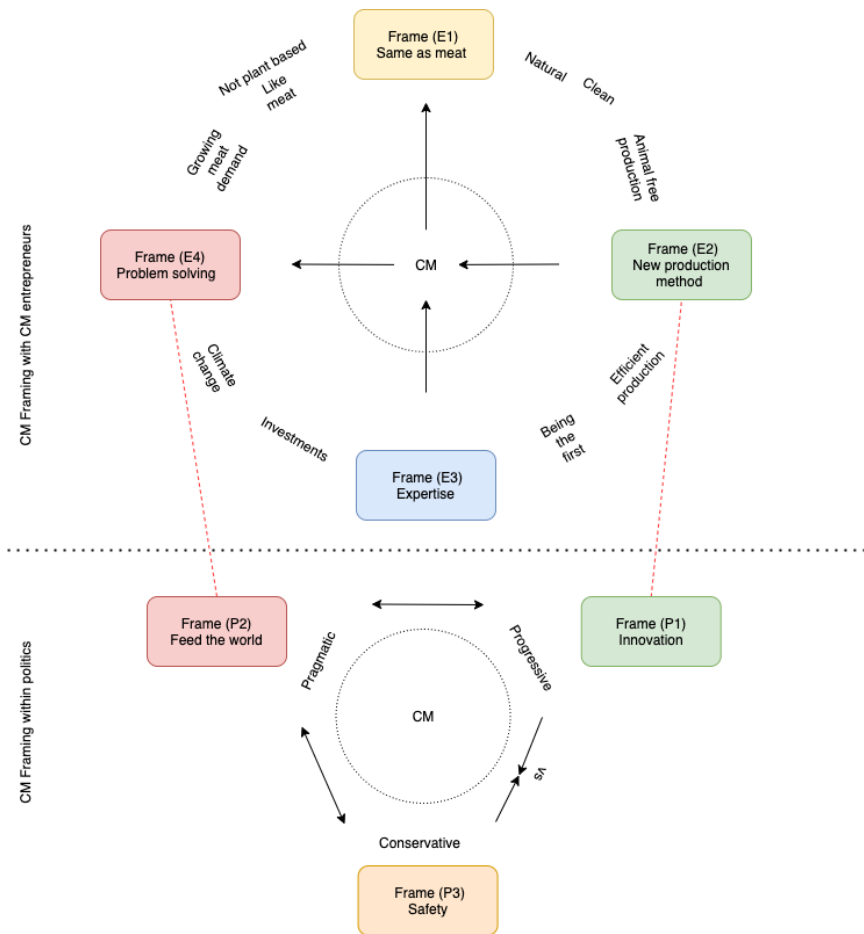 Frame (E1)
Same as meat
Not plant based
Like
meat
Natural
Clean
Growing
meat
demand
Animal free
production
CM Framing with CM entrepreneurs
Frame (E4)
Problem solving
CM
Frame (E2)
New production
method
Climate
change
Efficient
production
Investments
Being
the
first
Frame (E3)
Expertise
CM Framing within politics
Frame (P2)
Feed the world
Pragmatic
Progressive
Frame (P1)
Innovation
CM
vs
Conservative
Frame (P3)
Safety